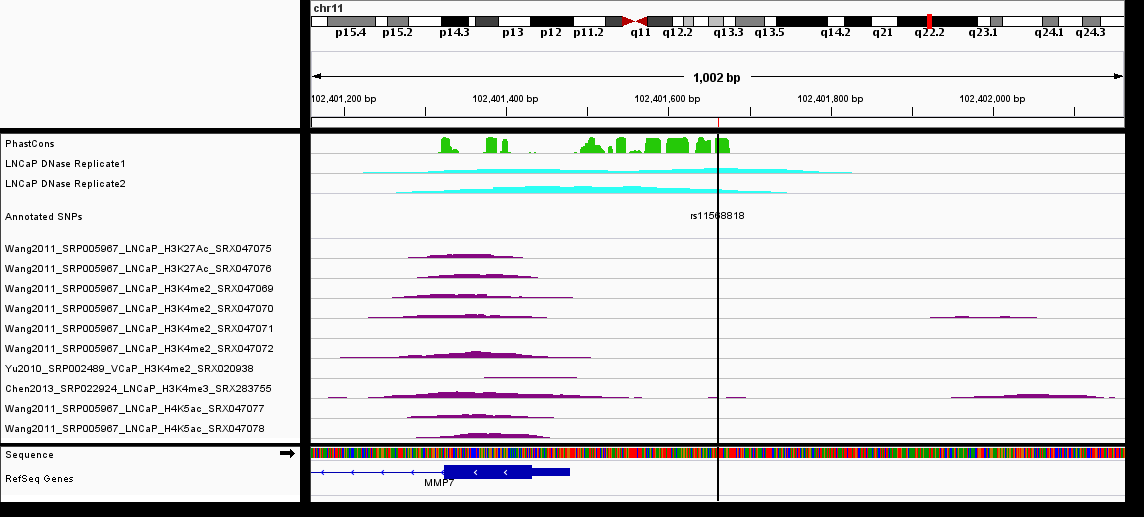 chr11
p15.4 p15.2 p14.3 p13 p12 p11.2 q11 q12.2 q13.3 q13.5 q14.2 q21 q22.2 q23.1 q24.1 q24.3
1,002 bp
102,401,200 bp 102,401,400 bp 102,401,600 bp 102,401,800 bp 102,402,000 bp
PhastCons
LNCaP DNase Replicate1
LNCaP DNase Replicate2
Annotated SNPs rs11568818
Wang2011_SRP005967_LNCaP_H3K27Ac_SRX047075
Wang2011_SRP005967_LNCaP_H3K27Ac_SRX047076
Wang2011_SRP005967_LNCaP_H3K4me2_SRX047069
Wang2011_SRP005967_LNCaP_H3K4me2_SRX047070
Wang2011_SRP005967_LNCaP_H3K4me2_SRX047071
Wang2011_SRP005967_LNCaP_H3K4me2_SRX047072
Yu2010_SRP002489_VCaP_H3K4me2_SRX020938
Chen2013_SRP022924_LNCaP_H3K4me3_SRX283755
Wang2011_SRP005967_LNCaP_H4K5ac_SRX047077
Wang2011_SRP005967_LNCaP_H4K5ac_SRX047078
Sequence
RefSeq Genes
MMP7